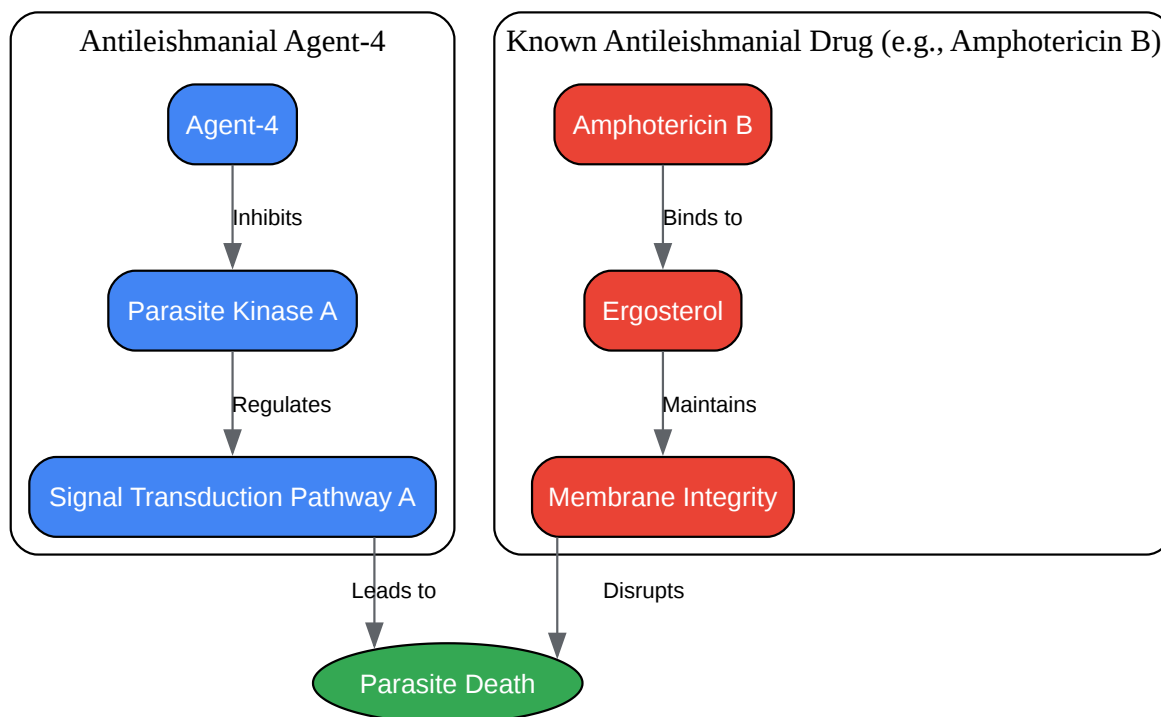 Antileishmanial Agent-4
Agent-4
Inhibits
Parasite Kinase A
Regulates
Signal Transduction Pathway A
Leads to
Known Antileishmanial Drug (e.g., Amphotericin B)
Amphotericin B
Binds to
Ergosterol
Maintains
Membrane Integrity
Disrupts
Parasite Death